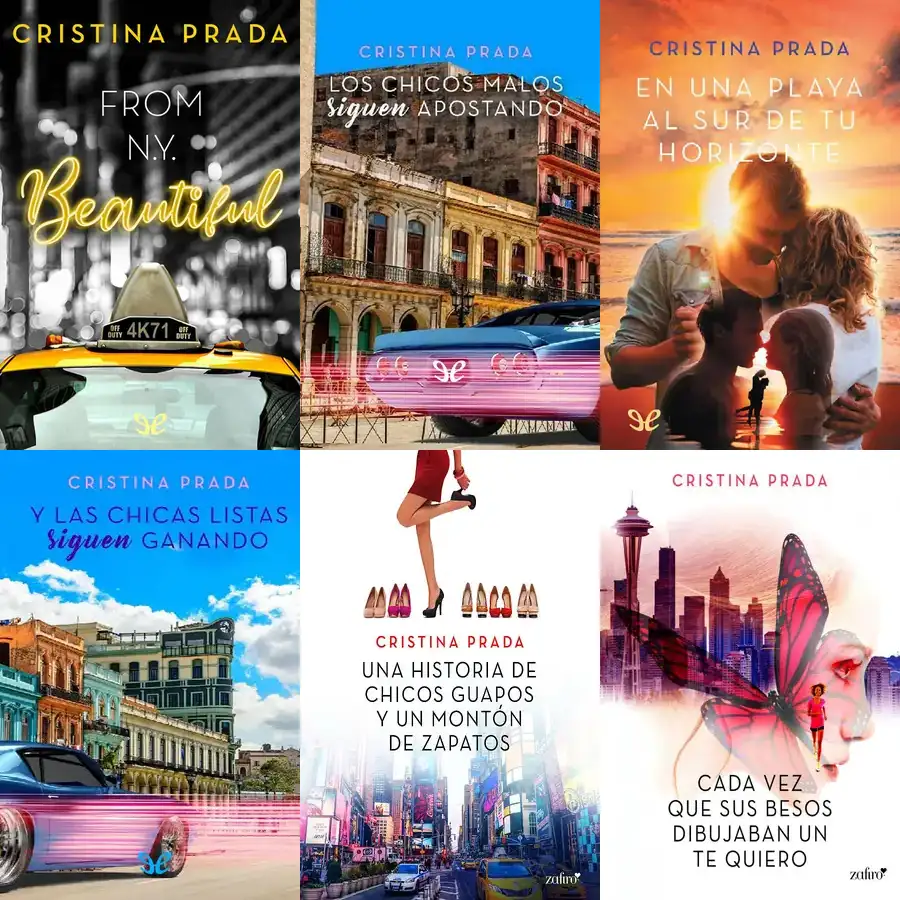 CRISTINA PRADA
FROM
N.Y.
Beautiful
OFF
DUTY
4K71
OFF
DUTY
CRISTINA PRADA
LOS CHICOS MALOS
siguen APOSTANDO
CRISTINA PRADA
EN UNA PLAYA
AL SUR DE TU
HORIZONTE
CRISTINA PRADA
Y LAS CHICAS LISTAS
siguen GANANDO
CRISTINA PRADA
UNA HISTORIA DE
CHICOS GUAPOS
Y UN MONTÓN
DE ZAPATOS
zafiro
CRISTINA PRADA
CADA VEZ
QUE SUS BESOS
DIBUJABAN UN
TE QUIERO
zafiro